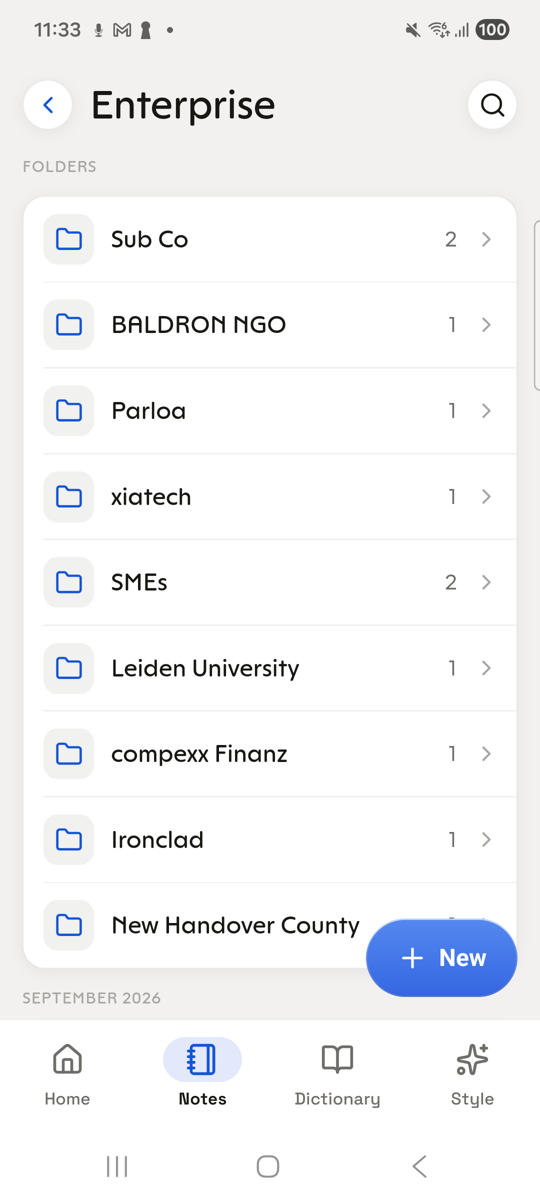 11:33
100
Enterprise
FOLDERS
Sub Co 2
BALDRON NGO 1
Parloa 1
xiatech 1
SMEs 2
Leiden University 1
compexx Finanz 1
Ironclad 1
New Handover County
New
SEPTEMBER 2026
Home Notes Dictionary Style